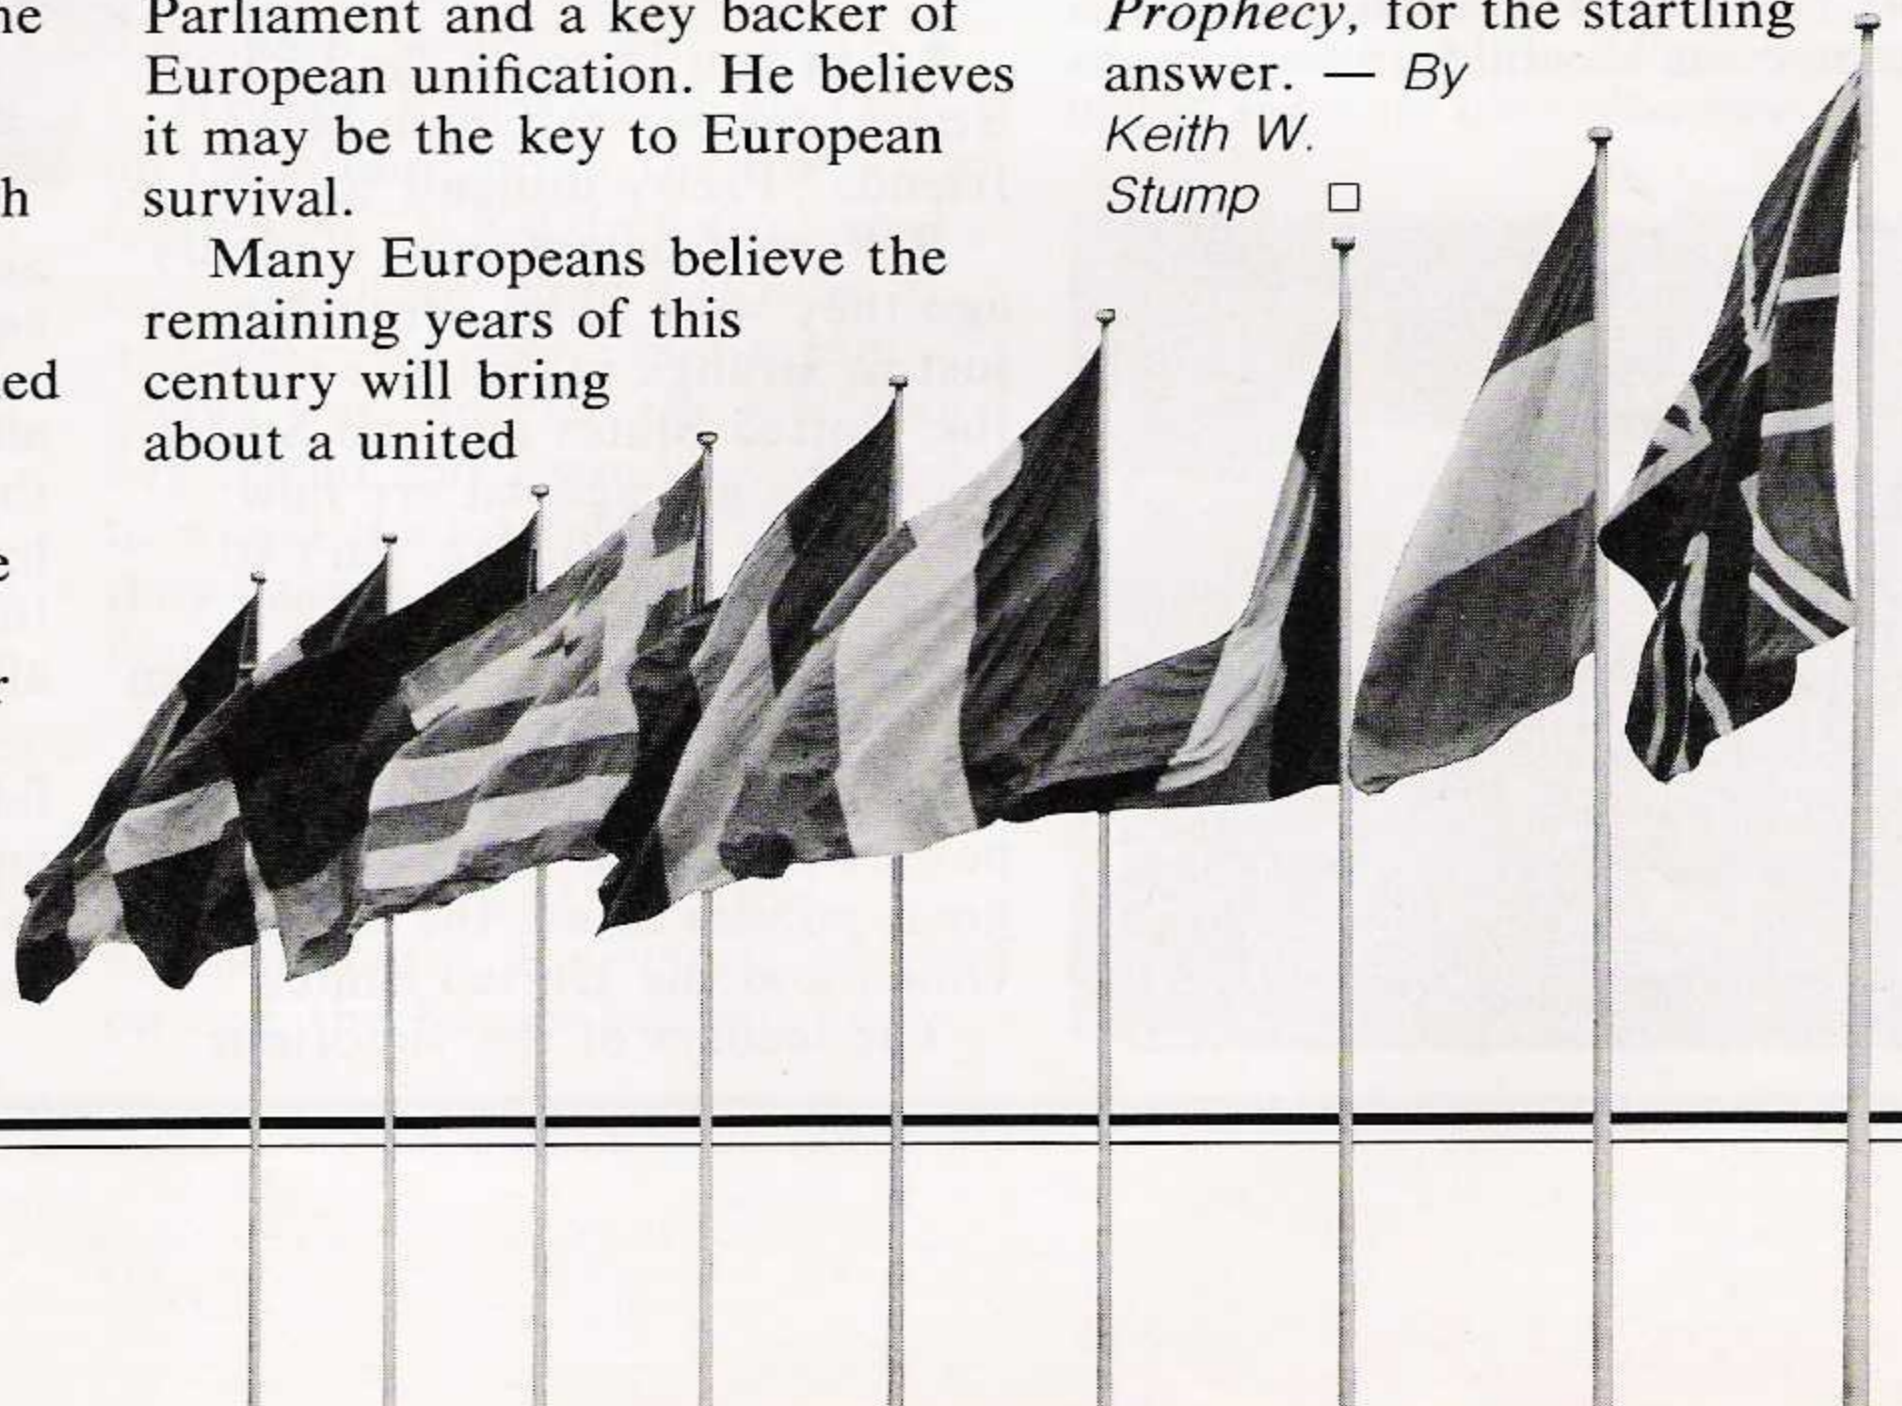 ne
h
ed
e
r
Parliament and a key backer of
European unification. He believes
it may be the key to European
survival.
Many Europeans believe the
remaining years of this
century will bring
about a united
Prophecy, for the startling
answer. — By
Keith W.
Stump □